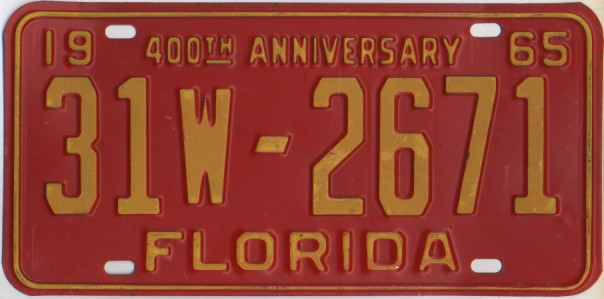 19 400TH ANNIVERSARY 65
31W-2671
FLORIDA